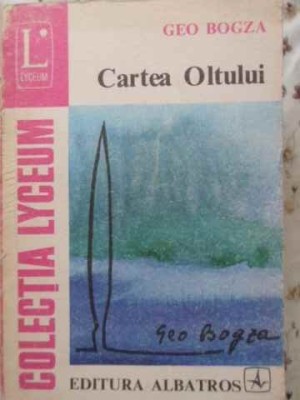 GEO BOGZA
L
LYCEUM
Cartea Oltului
COLECȚIA LYCEUM
Geo Bogza
EDITURA ALBATROS